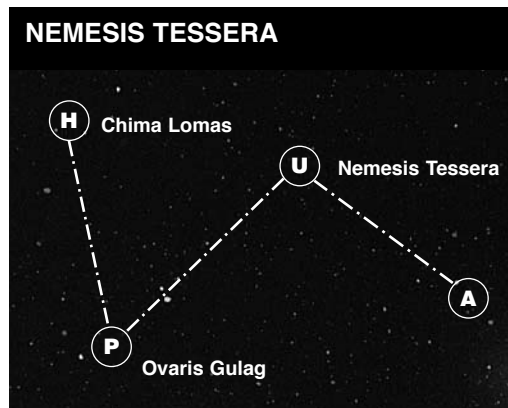 NEMESIS TESSERA
H
Chima Lomas
U
Nemesis Tessera
A
P
Ovaris Gulag